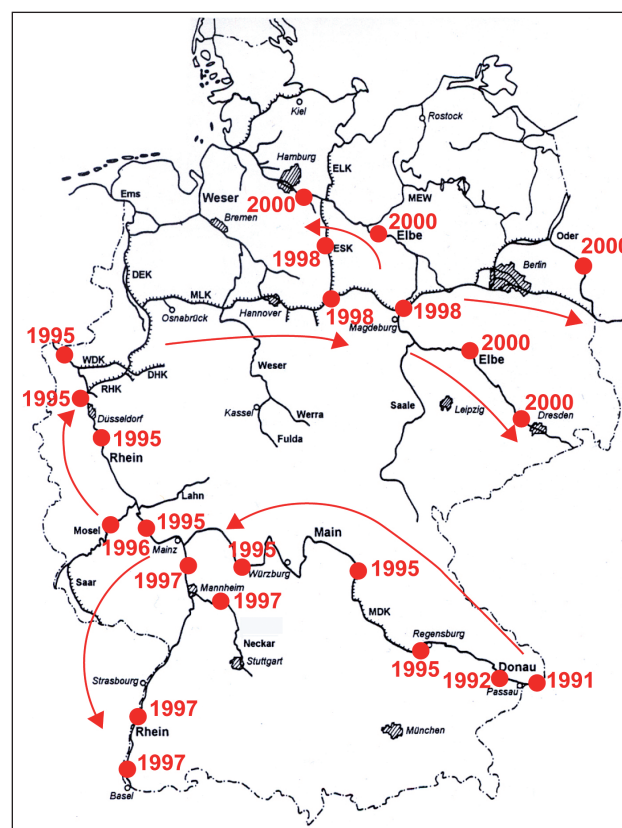 Kiel
Rostock
Hamburg
ELK
MEW
Ems
Weser
Bremen
2000
2000
Elbe
Oder
2000
Berlin
1998
ESK
DEK
MLK
Osnabrück
Hannover
1998
Magdeburg
1998
1995
WDK
DHK
RHK
1995
Düsseldorf
1995
Rhein
Weser
Kassel
Werra
Fulda
Saale
2000
Elbe
Leipzig
2000
Dresden
Lahn
Mosel
1996
1995
Mainz
Main
Saar
1997
Mannheim
1997
1995
Würzburg
1995
MDK
Neckar
Stuttgart
Regensburg
1995
Donau
1992
Passau
1991
Strasbourg
1997
Rhein
München
1997
Basel